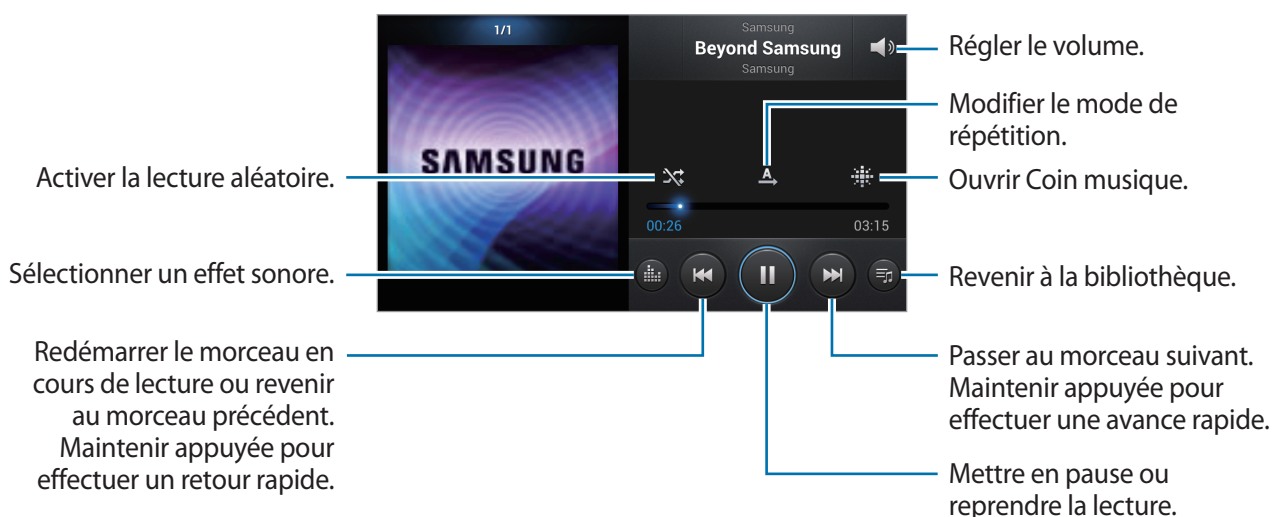 1/1
SAMSUNG
Samsung
Beyond Samsung
Samsung
00:26
03:15
A
Activer la lecture aléatoire.
Sélectionner un effet sonore.
Redémarrer le morceau en
cours de lecture ou revenir
au morceau précédent.
Maintenir appuyée pour
effectuer un retour rapide.
Régler le volume.
Modifier le mode de
répétition.
Ouvrir Coin musique.
Revenir à la bibliothèque.
Passer au morceau suivant.
Maintenir appuyée pour
effectuer une avance rapide.
Mettre en pause ou
reprendre la lecture.